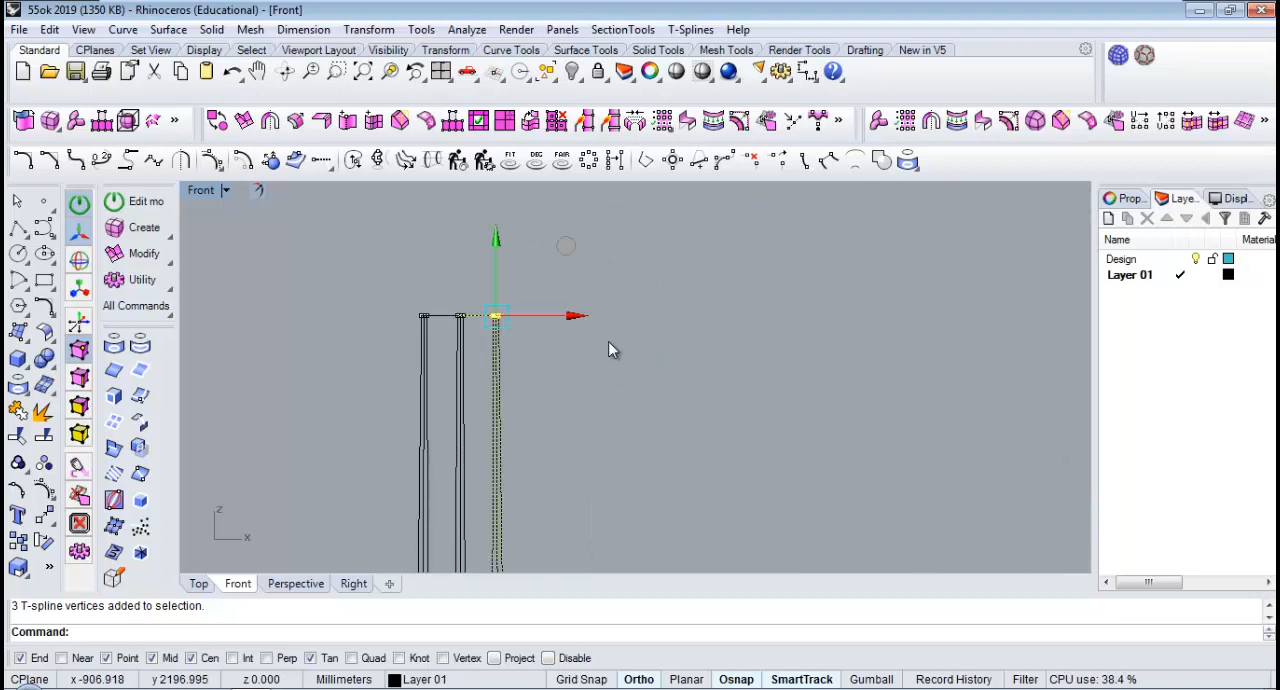 55ok 2019 (1350 KB) - Rhinoceros (Educational) - [Front]
File Edit View Curve Surface Solid Mesh Dimension Transform Tools Analyze Render Panels SectionTools T-Splines Help
Standard CPlanes Set View Display Select Viewport Layout Visibility Transform Curve Tools Surface Tools Solid Tools Mesh Tools Render Tools Drafting New in V5
FIT DEG FAIR
Front
Edit mo
Create
Modify
Utility
All Commands
Prop... Laye... Displ...
Name Material
Design
Layer 01
z
x
Top Front Perspective Right
3 T-spline vertices added to selection.
Command:
End Near Point Mid Cen Int Perp Tan Quad Knot Vertex Project Disable
CPlane x -906.918 y 2196.995 z 0.000 Millimeters Layer 01 Grid Snap Ortho Planar Osnap SmartTrack Gumball Record History Filter CPU use: 38.4 %